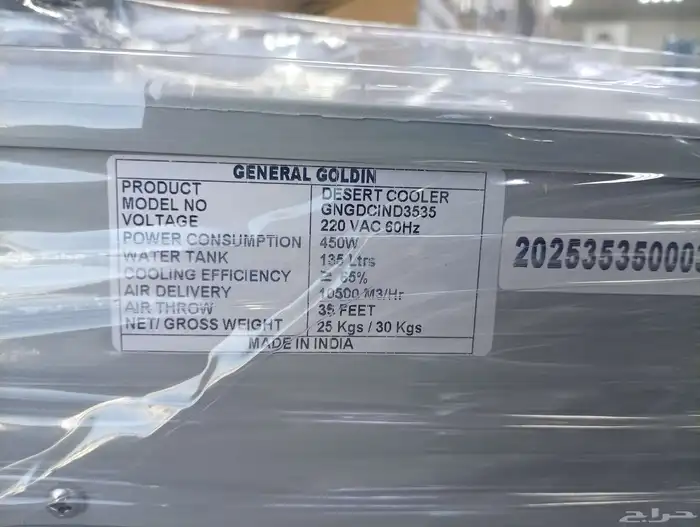 GENERAL GOLDIN
PRODUCT DESERT COOLER
MODEL NO GNGDCIND3535
VOLTAGE 220 VAC 60Hz
POWER CONSUMPTION 450W
WATER TANK 135 Ltrs
COOLING EFFICIENCY ≥ 65%
AIR DELIVERY 10500 M3/Hr
AIR THROW 35 FEET
NET/ GROSS WEIGHT 25 Kgs / 30 Kgs
MADE IN INDIA
20253535000
حراج